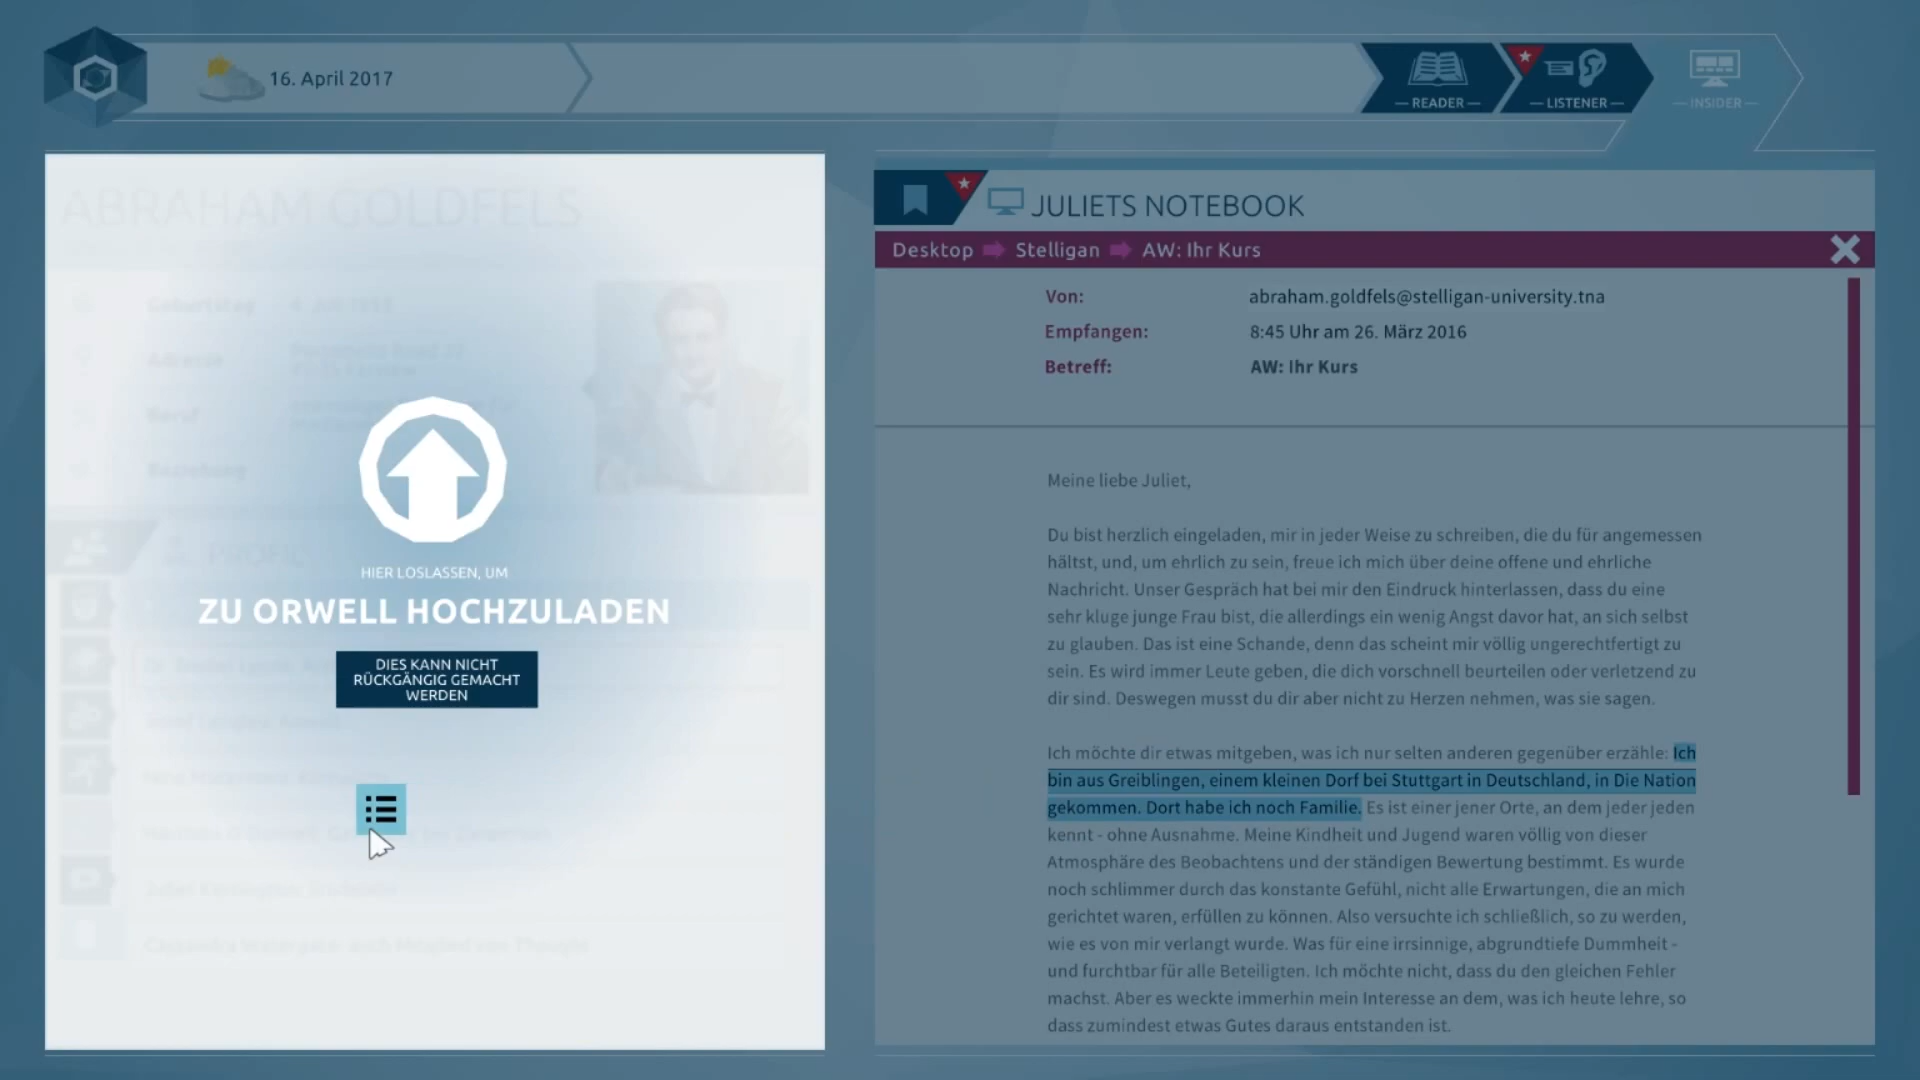 16. April 2017
READER
LISTENER
INSIDER
ABRAHAM GOLDFELS
Geburtstag
Adresse
Beruf
Beziehung
PROFIL
HIER LOSLASSEN, UM
ZU ORWELL HOCHZULADEN
DIES KANN NICHT
RÜCKGÄNGIG GEMACHT
WERDEN
JULIETS NOTEBOOK
Desktop Stelligan AW: Ihr Kurs
Von: abraham.goldfels@stelligan-university.tna
Empfangen: 8:45 Uhr am 26. März 2016
Betreff: AW: Ihr Kurs
Meine liebe Juliet,
Du bist herzlich eingeladen, mir in jeder Weise zu schreiben, die du für angemessen
hältst, und, um ehrlich zu sein, freue ich mich über deine offene und ehrliche
Nachricht. Unser Gespräch hat bei mir den Eindruck hinterlassen, dass du eine
sehr kluge junge Frau bist, die allerdings ein wenig Angst davor hat, an sich selbst
zu glauben. Das ist eine Schande, denn das scheint mir völlig ungerechtfertigt zu
sein. Es wird immer Leute geben, die dich vorschnell beurteilen oder verletzend zu
dir sind. Deswegen musst du dir aber nicht zu Herzen nehmen, was sie sagen.
Ich möchte dir etwas mitgeben, was ich nur selten anderen gegenüber erzähle: Ich
bin aus Greiblingen, einem kleinen Dorf bei Stuttgart in Deutschland, in Die Nation
gekommen. Dort habe ich noch Familie. Es ist einer jener Orte, an dem jeder jeden
kennt - ohne Ausnahme. Meine Kindheit und Jugend waren völlig von dieser
Atmosphäre des Beobachtens und der ständigen Bewertung bestimmt. Es wurde
noch schlimmer durch das konstante Gefühl, nicht alle Erwartungen, die an mich
gerichtet waren, erfüllen zu können. Also versuchte ich schließlich, so zu werden,
wie es von mir verlangt wurde. Was für eine irrsinnige, abgrundtiefe Dummheit -
und furchtbar für alle Beteiligten. Ich möchte nicht, dass du den gleichen Fehler
machst. Aber es weckte immerhin mein Interesse an dem, was ich heute lehre, so
dass zumindest etwas Gutes daraus entstanden ist.